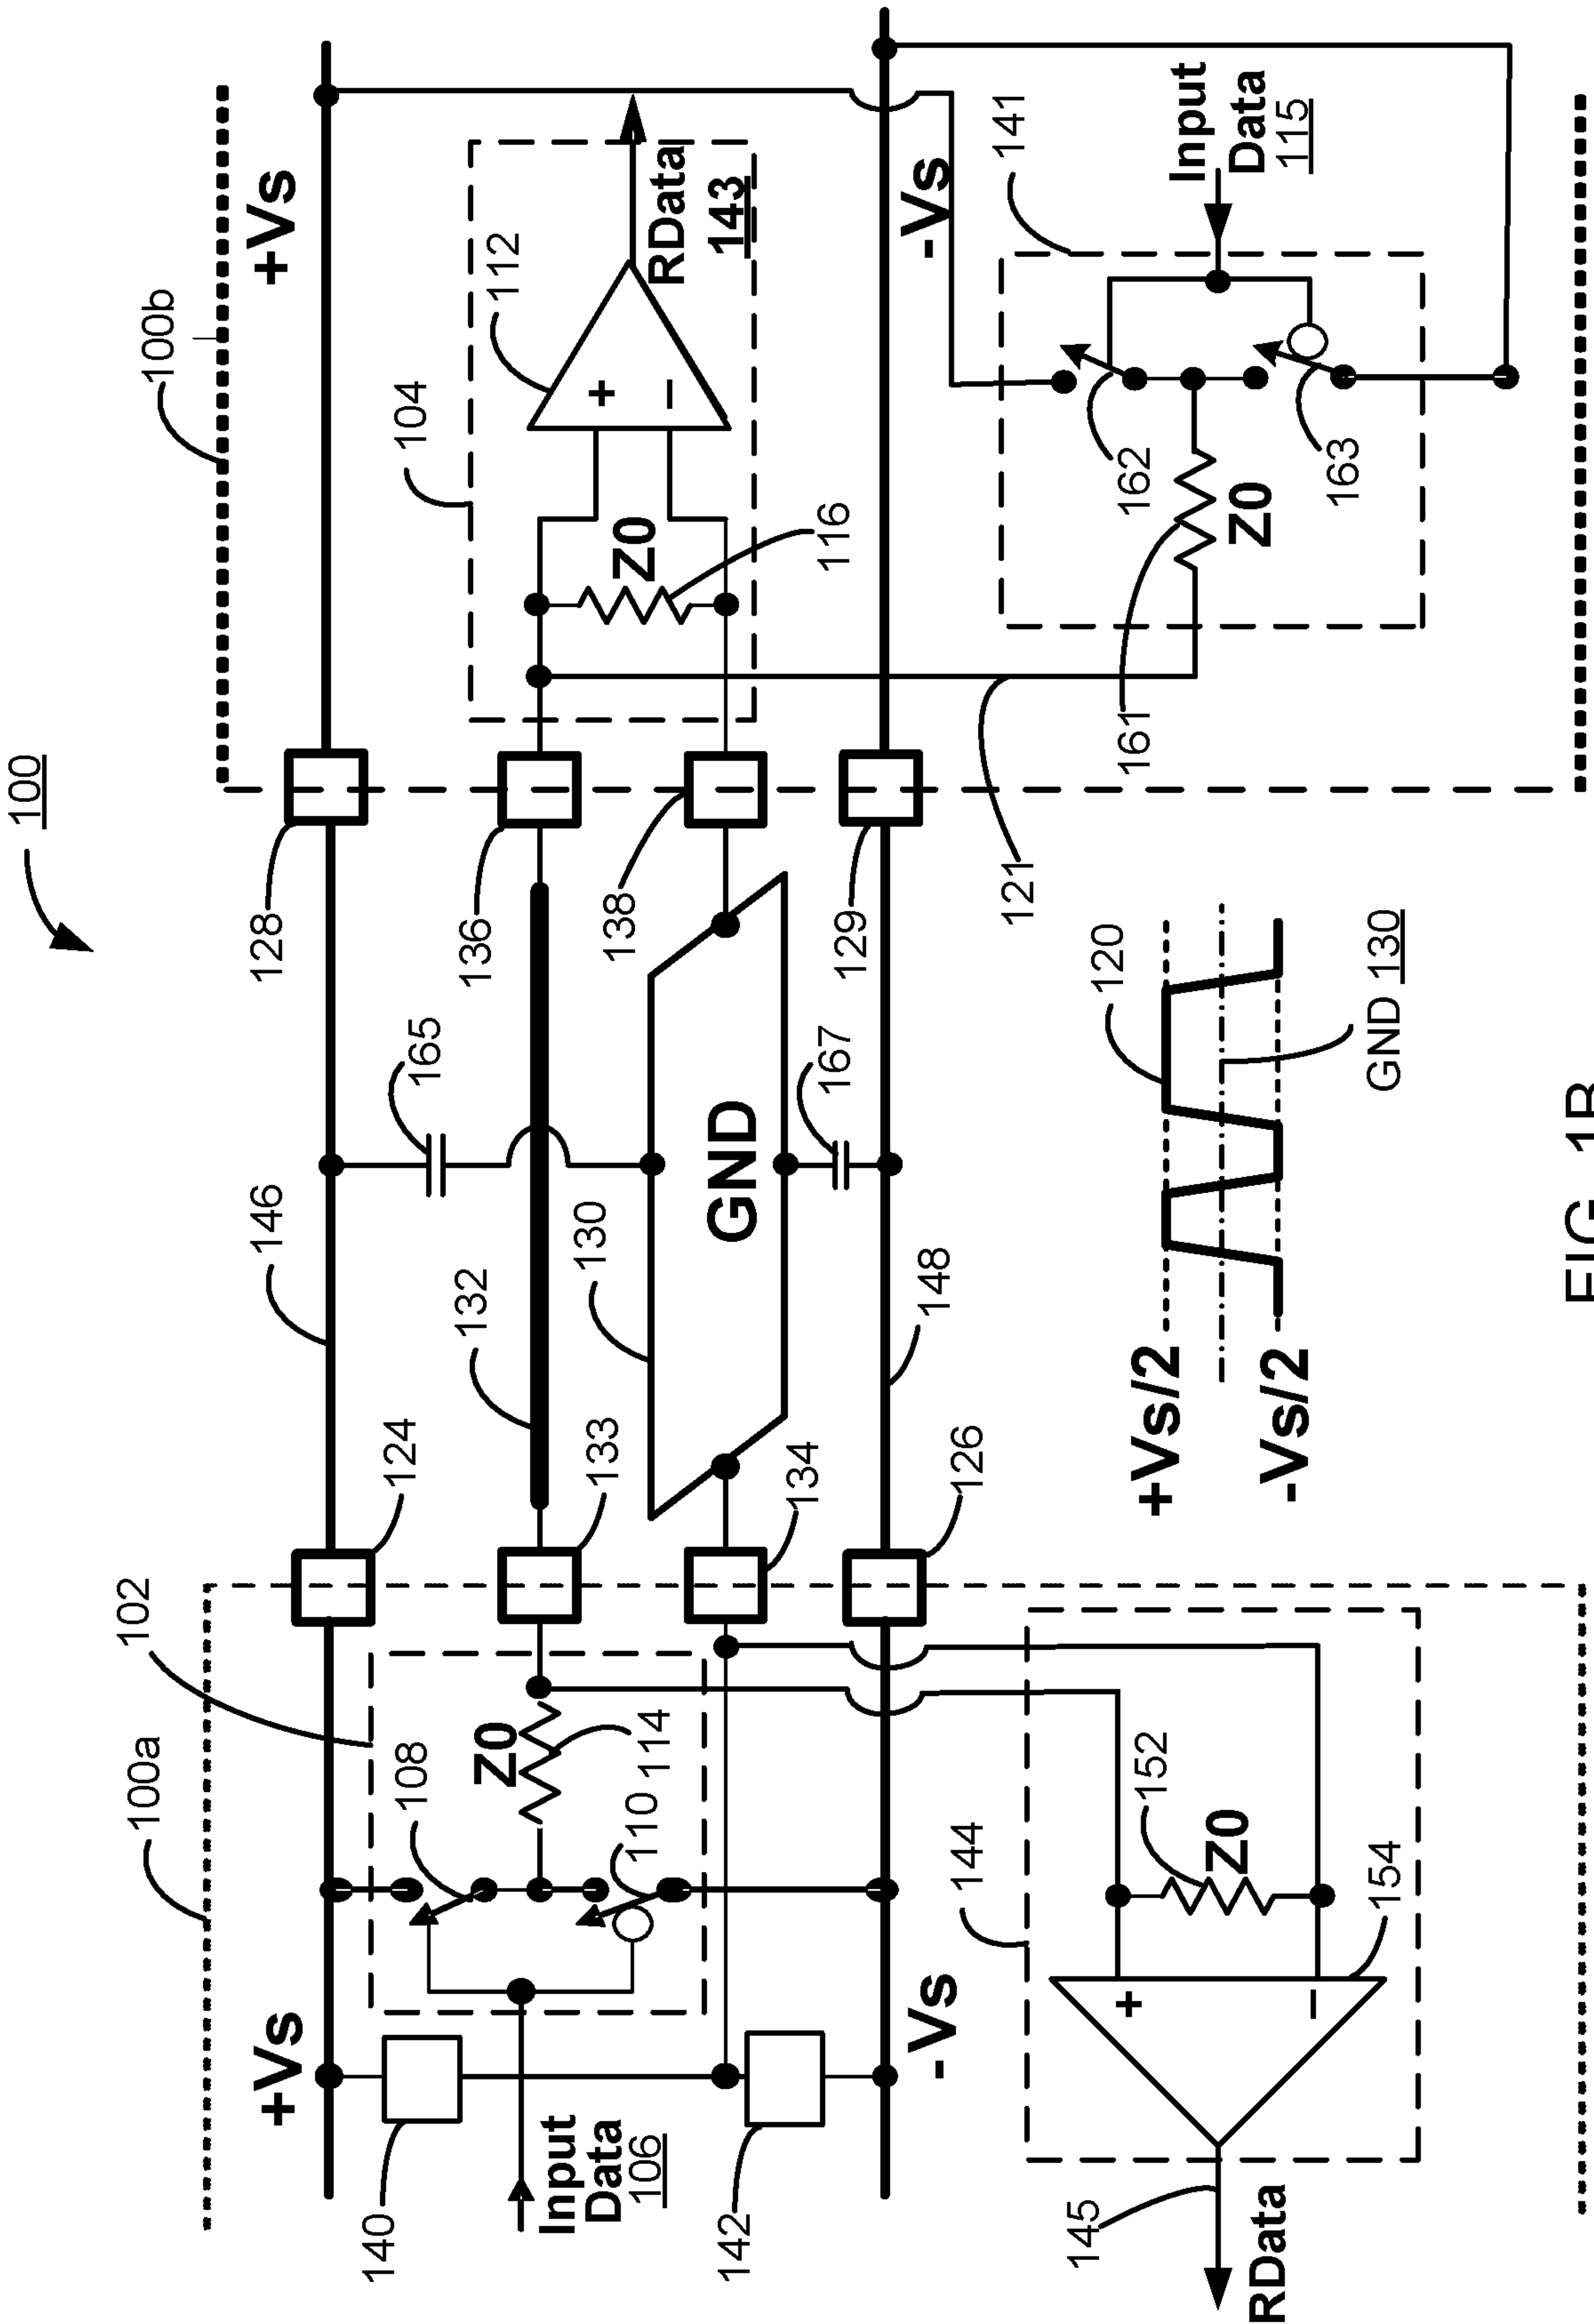 100
100a
102
124
146
128
100b
+Vs
+Vs
108
Z0
114
110
133
132
165
136
104
112
+
−
Z0
116
RData
143
140
Input
Data
106
142
134
130
GND
138
167
-Vs
126
148
129
-Vs
144
152
Z0
154
+
−
145
RData
+Vs/2
-Vs/2
120
GND 130
121
161
Z0
162
163
141
Input
Data
115
FIG. 1B